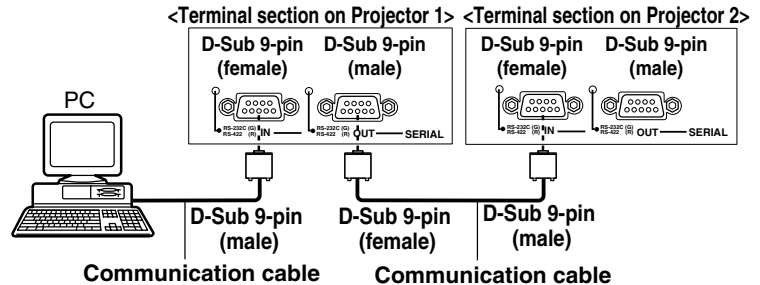 <Terminal section on Projector 1> <Terminal section on Projector 2>
D-Sub 9-pin (female) D-Sub 9-pin (male) D-Sub 9-pin (female) D-Sub 9-pin (male)
PC
RS-232C (G) RS-422 (R) IN RS-232C (G) RS-422 (R) OUT SERIAL RS-232C (G) RS-422 (R) IN RS-232C (G) RS-422 (R) OUT SERIAL
D-Sub 9-pin (male) D-Sub 9-pin (female) D-Sub 9-pin (male)
Communication cable Communication cable